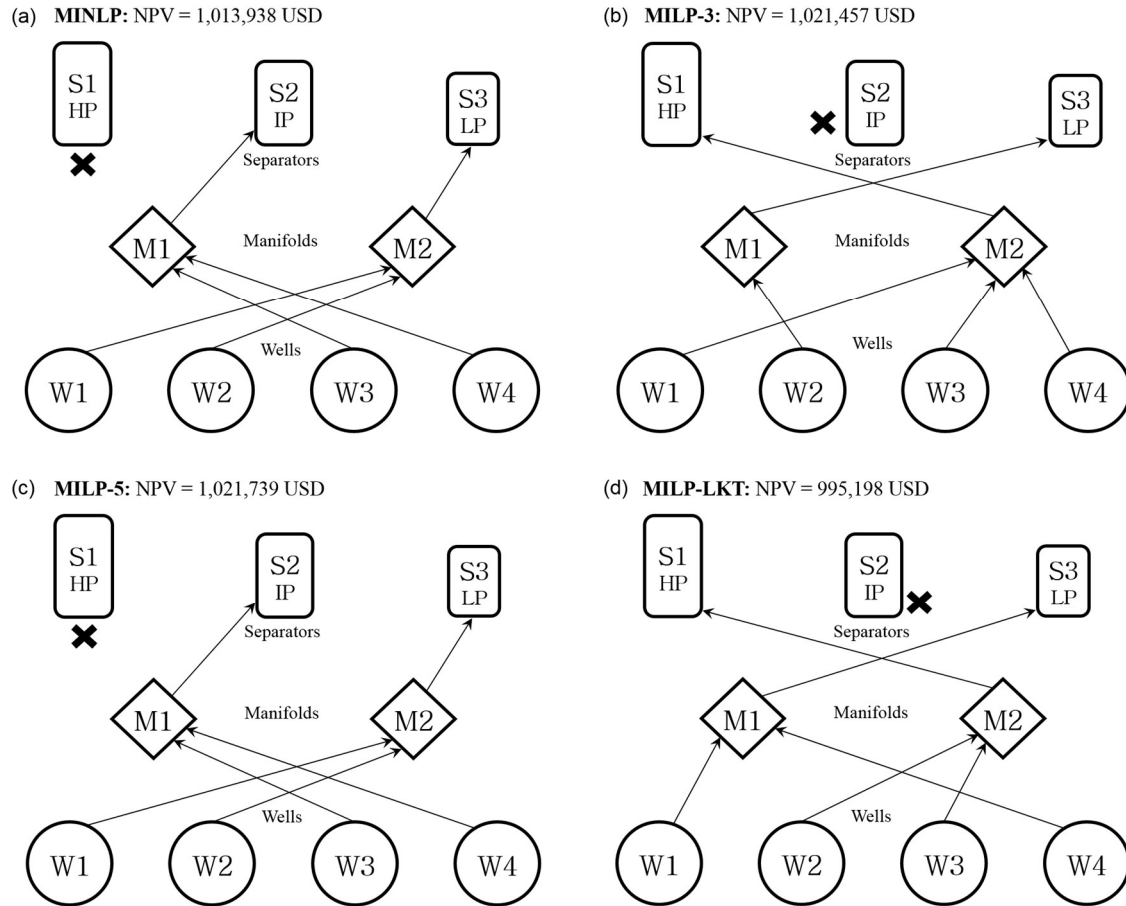 (a) MINLP: NPV = 1,013,938 USD
S1
HP
S2
IP
S3
LP
Separators
M1
Manifolds
M2
Wells
W1
W2
W3
W4
(b) MILP-3: NPV = 1,021,457 USD
S1
HP
S2
IP
S3
LP
Separators
M1
Manifolds
M2
Wells
W1
W2
W3
W4
(c) MILP-5: NPV = 1,021,739 USD
S1
HP
S2
IP
S3
LP
Separators
M1
Manifolds
M2
Wells
W1
W2
W3
W4
(d) MILP-LKT: NPV = 995,198 USD
S1
HP
S2
IP
S3
LP
Separators
M1
Manifolds
M2
Wells
W1
W2
W3
W4